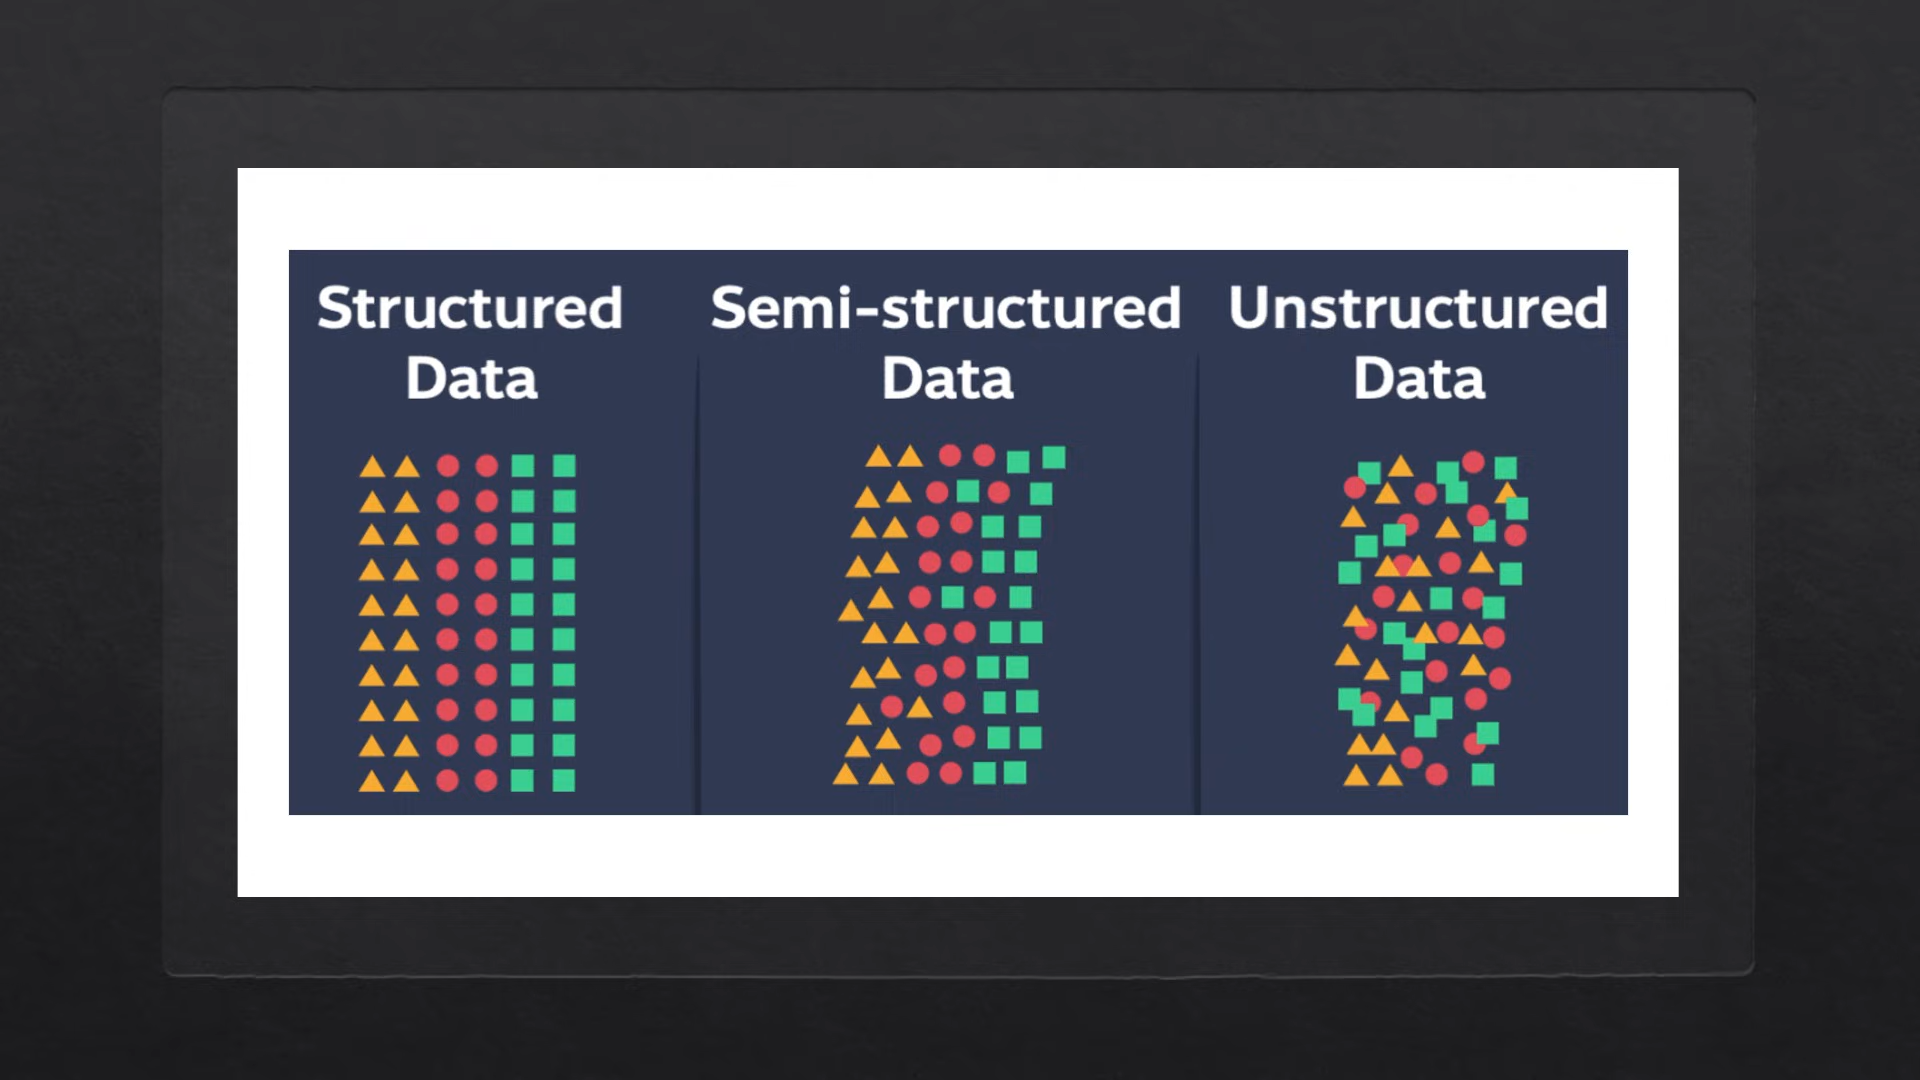 Structured
Data
Semi-structured
Data
Unstructured
Data